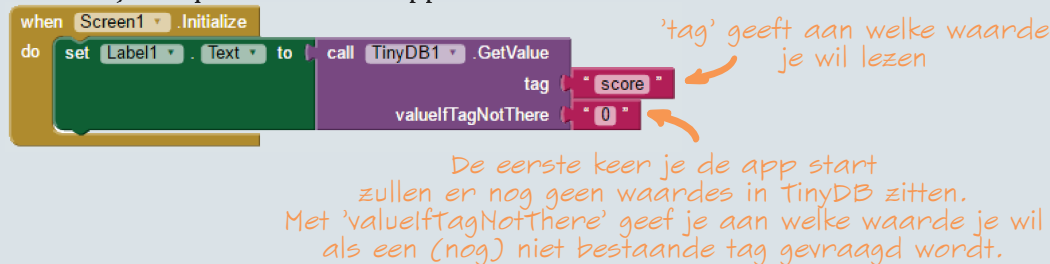 when Screen1 .Initialize
do set Label1 . Text to call TinyDB1 .GetValue
tag " score "
valueIfTagNotThere " 0 "
'tag' geeft aan welke waarde
je wil lezen
De eerste keer je de app start
zullen er nog geen waardes in TinyDB zitten.
Met 'valueIfTagNotThere' geef je aan welke waarde je wil
als een (nog) niet bestaande tag gevraagd wordt.